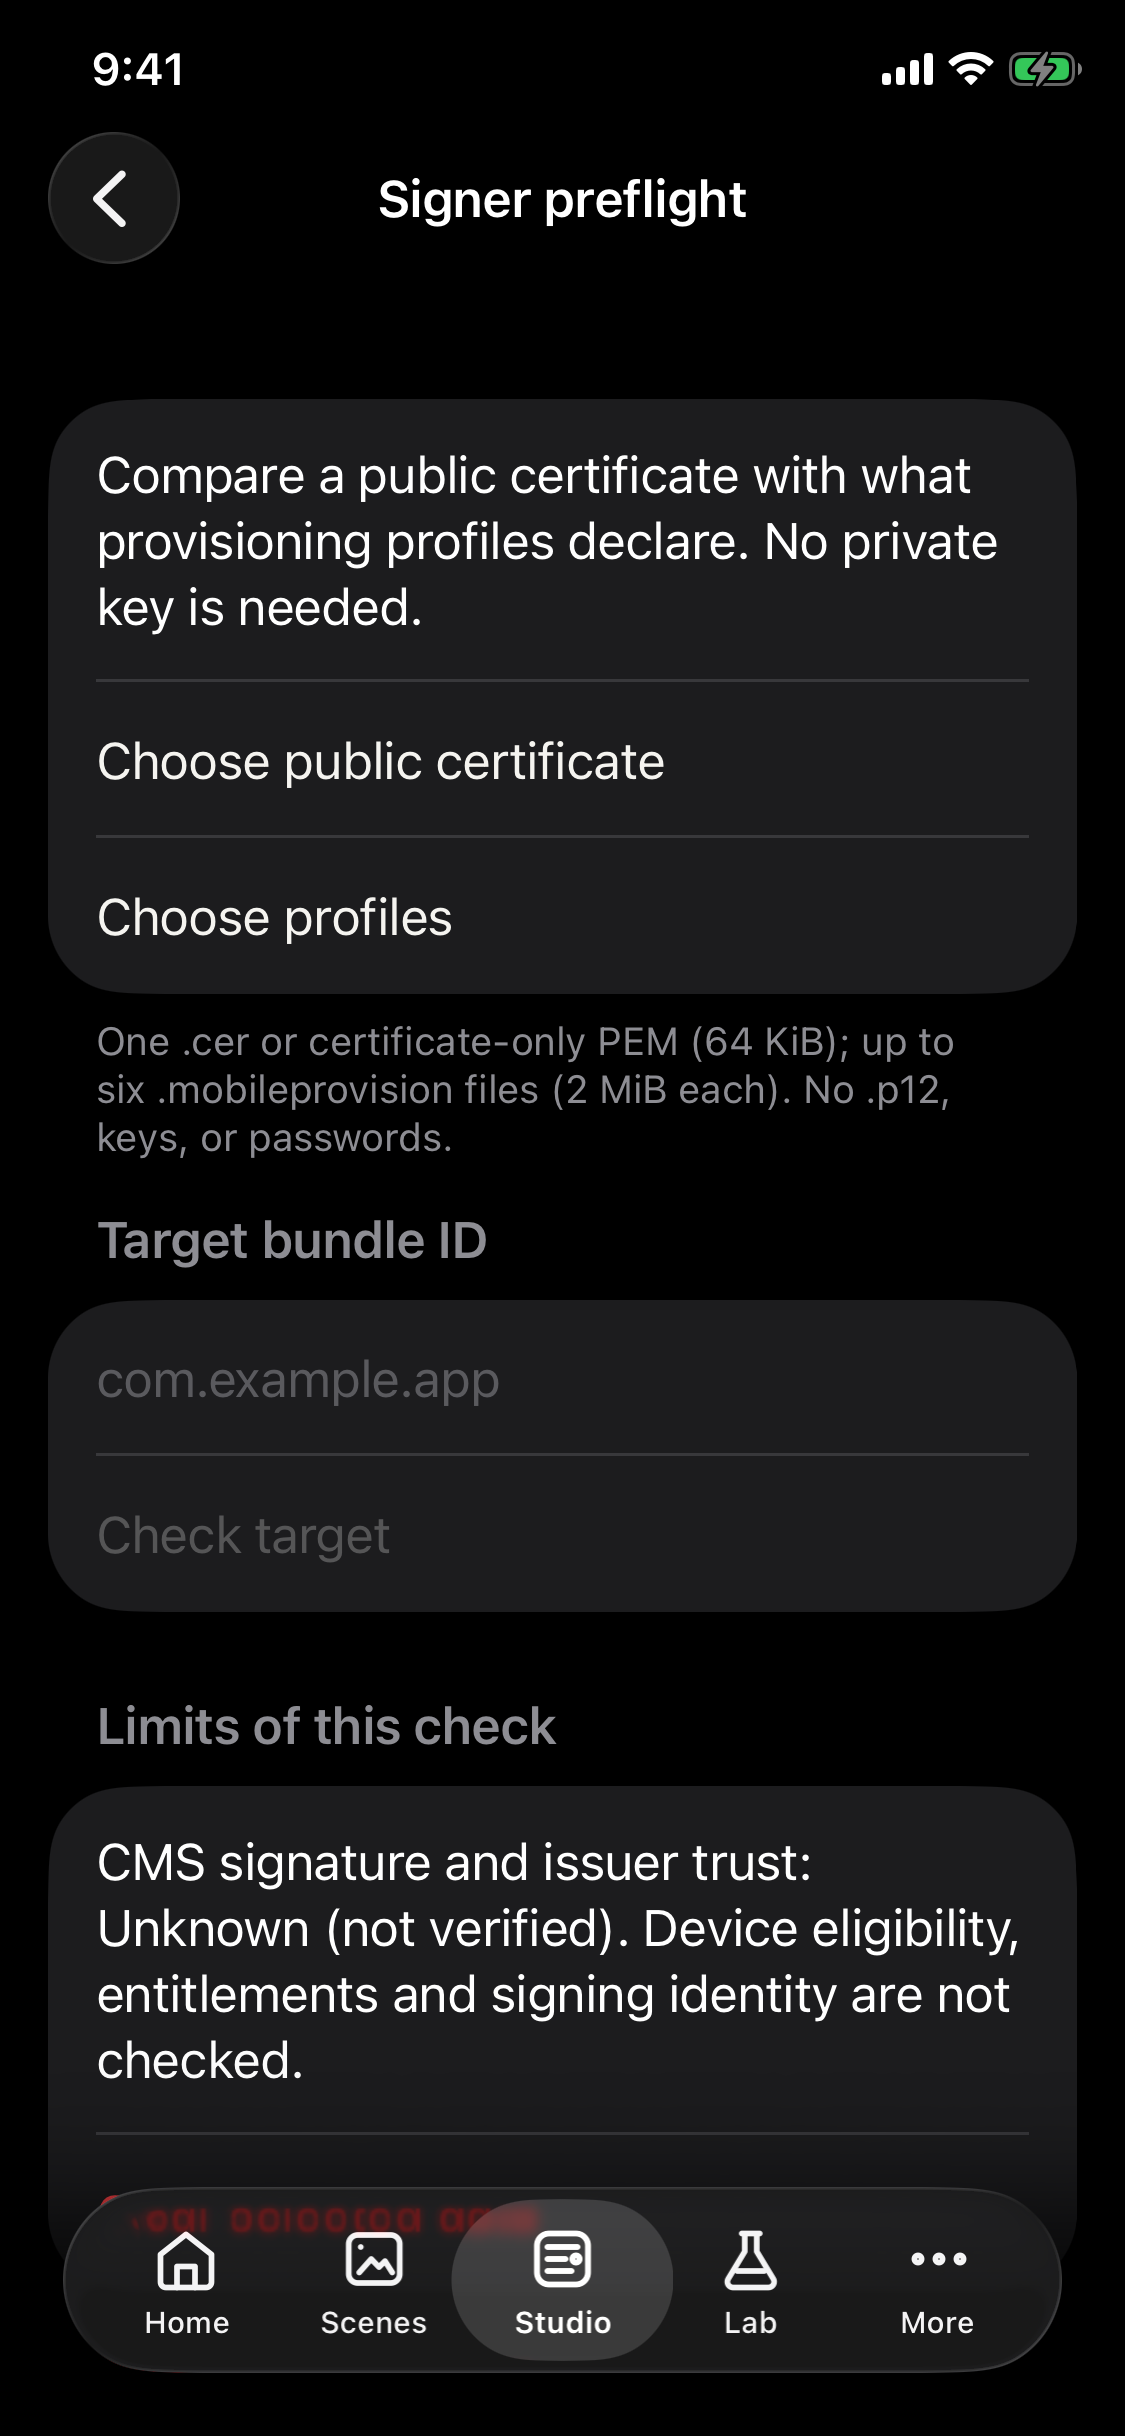 9:41
Signer preflight
Compare a public certificate with what
provisioning profiles declare. No private
key is needed.
Choose public certificate
Choose profiles
One .cer or certificate-only PEM (64 KiB); up to
six .mobileprovision files (2 MiB each). No .p12,
keys, or passwords.
Target bundle ID
com.example.app
Check target
Limits of this check
CMS signature and issuer trust:
Unknown (not verified). Device eligibility,
entitlements and signing identity are not
checked.
Home
Scenes
Studio
Lab
More